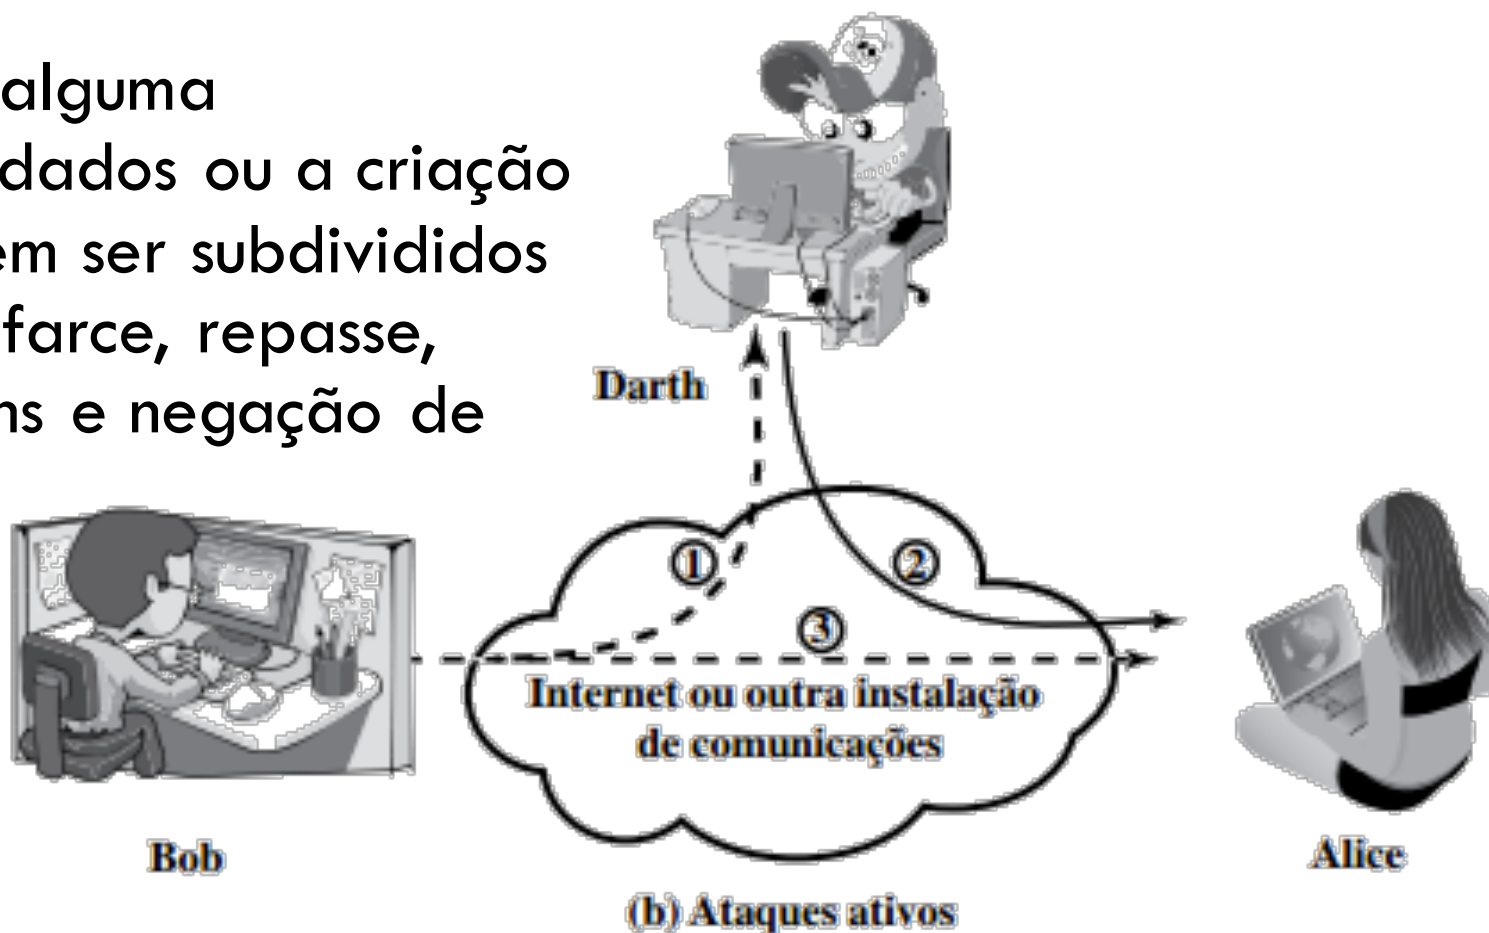 alguma
dados ou a criação
em ser subdivididos
farce, repasse,
ns e negação de
Darth
1
2
3
Internet ou outra instalação
de comunicações
Bob
Alice
(b) Ataques ativos